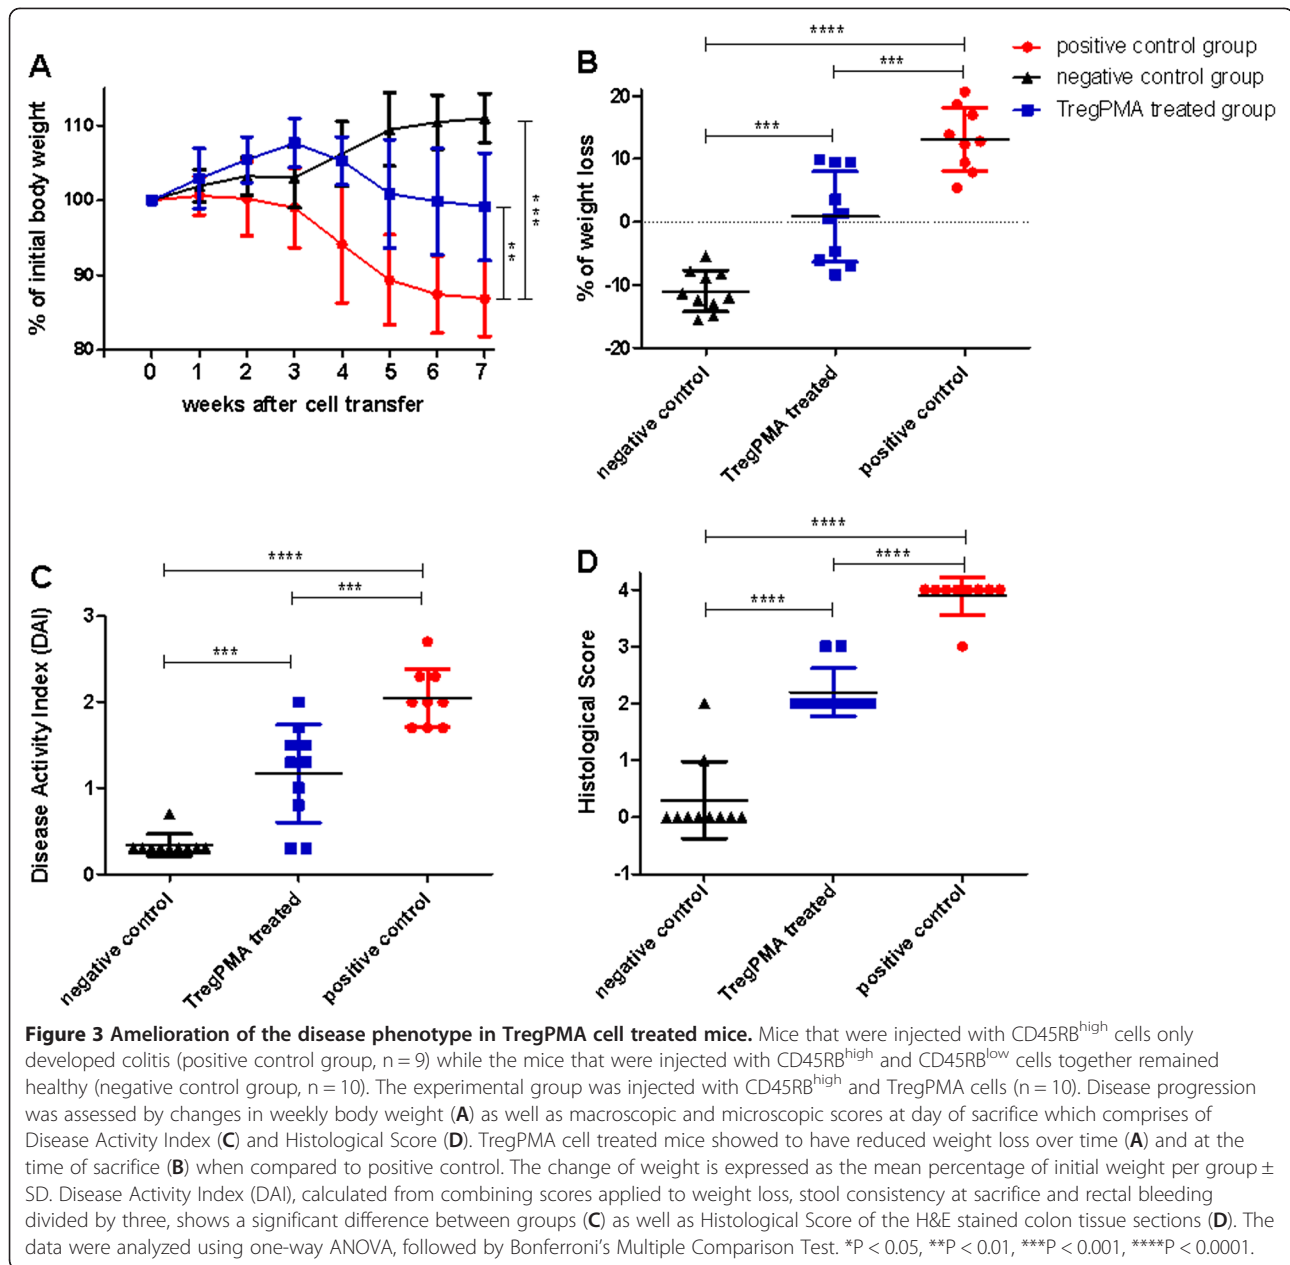 A
% of initial body weight
110
100
90
80
0 1 2 3 4 5 6 7
weeks after cell transfer
**
***
B
****
***
***
% of weight loss
20
10
0
-10
-20
negative control
TregPMA treated
positive control
positive control group
negative control group
TregPMA treated group
C
****
***
***
Disease Activity Index (DAI)
3
2
1
0
negative control
TregPMA treated
positive control
D
****
****
****
Histological Score
4
3
2
1
0
-1
negative control
TregPMA treated
positive control
Figure 3 Amelioration of the disease phenotype in TregPMA cell treated mice. Mice that were injected with CD45RBhigh cells only
developed colitis (positive control group, n = 9) while the mice that were injected with CD45RBhigh and CD45RBlow cells together remained
healthy (negative control group, n = 10). The experimental group was injected with CD45RBhigh and TregPMA cells (n = 10). Disease progression
was assessed by changes in weekly body weight (A) as well as macroscopic and microscopic scores at day of sacrifice which comprises of
Disease Activity Index (C) and Histological Score (D). TregPMA cell treated mice showed to have reduced weight loss over time (A) and at the
time of sacrifice (B) when compared to positive control. The change of weight is expressed as the mean percentage of initial weight per group ±
SD. Disease Activity Index (DAI), calculated from combining scores applied to weight loss, stool consistency at sacrifice and rectal bleeding
divided by three, shows a significant difference between groups (C) as well as Histological Score of the H&E stained colon tissue sections (D). The
data were analyzed using one-way ANOVA, followed by Bonferroni's Multiple Comparison Test. *P < 0.05, **P < 0.01, ***P < 0.001, ****P < 0.0001.